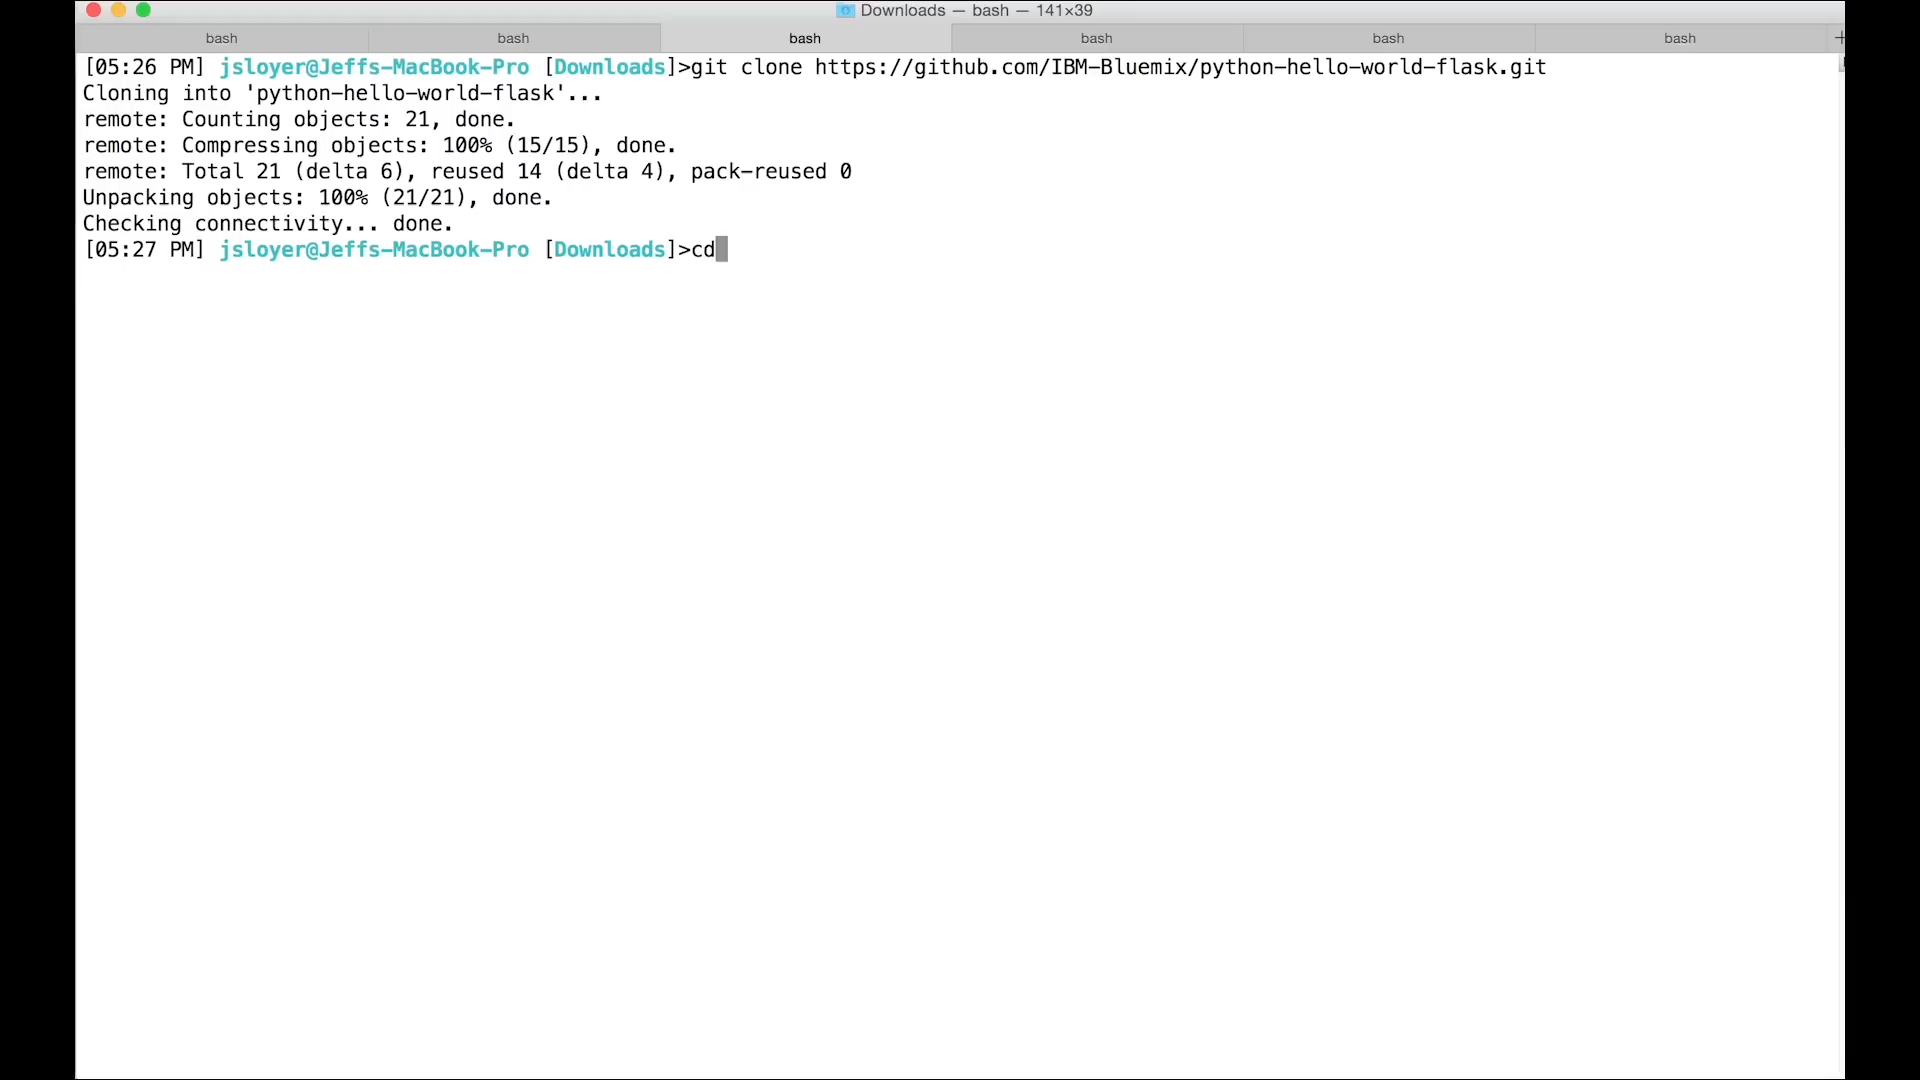 Downloads — bash — 141×39
bash bash bash bash bash bash +
[05:26 PM] jsloyer@Jeffs-MacBook-Pro [Downloads]>git clone https://github.com/IBM-Bluemix/python-hello-world-flask.git
Cloning into 'python-hello-world-flask'...
remote: Counting objects: 21, done.
remote: Compressing objects: 100% (15/15), done.
remote: Total 21 (delta 6), reused 14 (delta 4), pack-reused 0
Unpacking objects: 100% (21/21), done.
Checking connectivity... done.
[05:27 PM] jsloyer@Jeffs-MacBook-Pro [Downloads]>cd